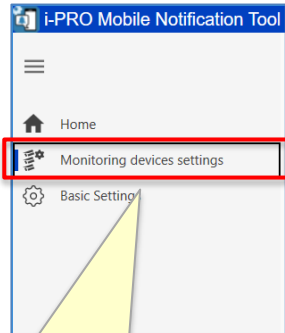 i-PRO Mobile Notification Tool
Home
Monitoring devices settings
Basic Setting